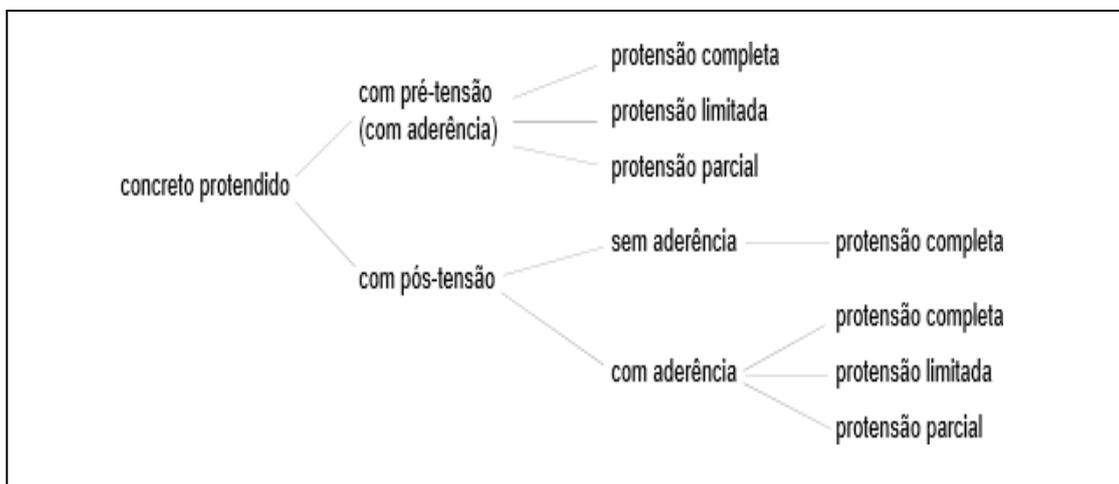 protensão completa
com pré-tensão
(com aderência)
protensão limitada
protensão parcial
concreto protendido
sem aderência
protensão completa
com pós-tensão
protensão completa
com aderência
protensão limitada
protensão parcial